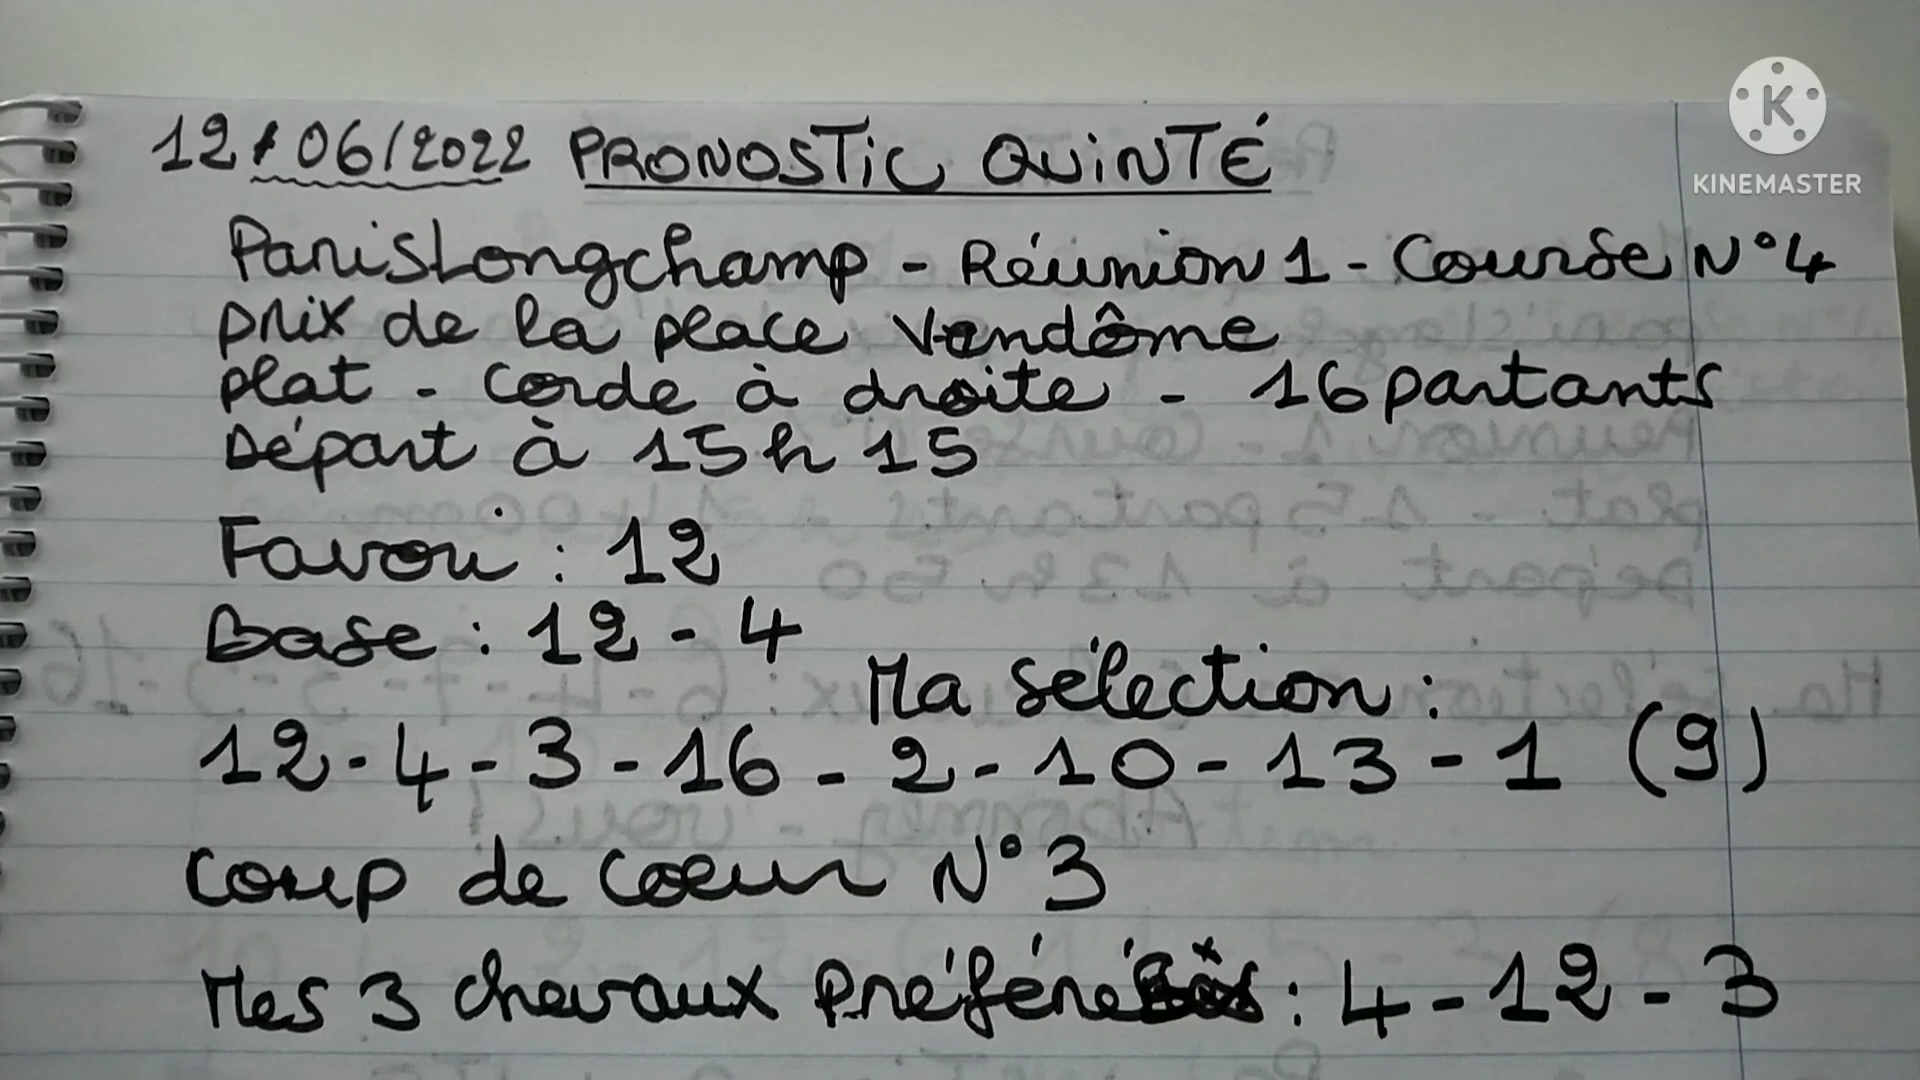 12/06/2022 PRONOSTIC QUINTÉ
KINEMASTER
ParisLongchamp - Réunion 1 - Course N°4
prix de la place Vendôme
plat - corde à droite - 16 partants
Départ à 15h15
Favori : 12
Base : 12 - 4
Ma sélection :
12 - 4 - 3 - 16 - 2 - 10 - 13 - 1 (9)
coup de coeur N°3
Mes 3 chevaux préférés : 4 - 12 - 3